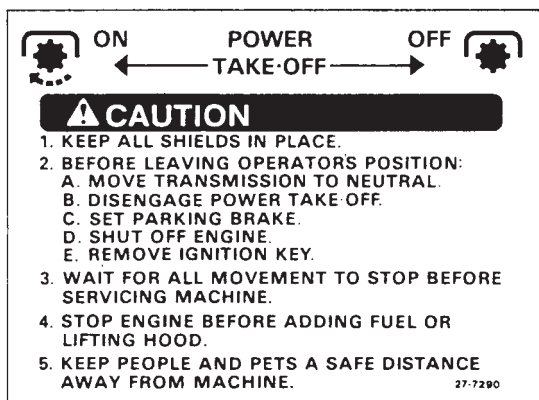 ON POWER OFF
TAKE-OFF
CAUTION
1. KEEP ALL SHIELDS IN PLACE.
2. BEFORE LEAVING OPERATOR'S POSITION:
A. MOVE TRANSMISSION TO NEUTRAL.
B. DISENGAGE POWER TAKE-OFF.
C. SET PARKING BRAKE.
D. SHUT OFF ENGINE.
E. REMOVE IGNITION KEY.
3. WAIT FOR ALL MOVEMENT TO STOP BEFORE
SERVICING MACHINE.
4. STOP ENGINE BEFORE ADDING FUEL OR
LIFTING HOOD.
5. KEEP PEOPLE AND PETS A SAFE DISTANCE
AWAY FROM MACHINE. 27-7290